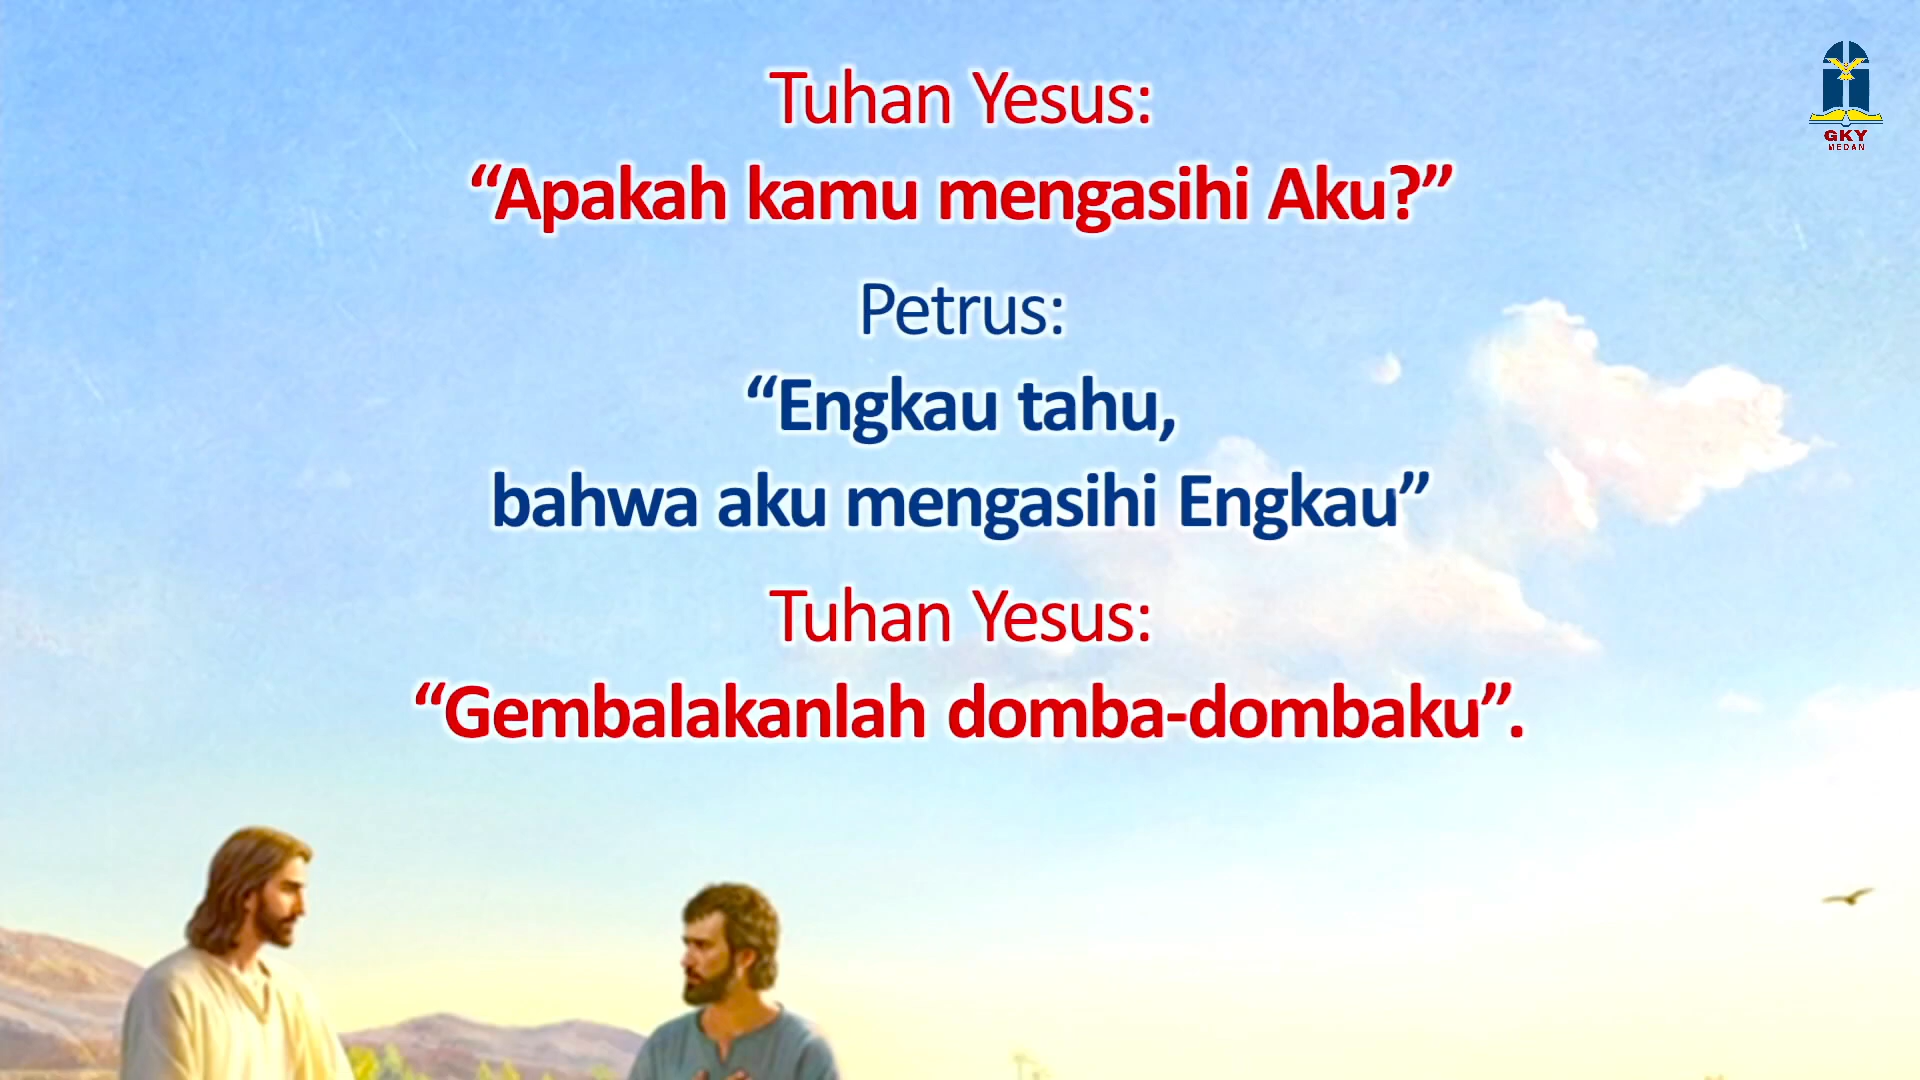 Tuhan Yesus:
“Apakah kamu mengasihi Aku?”
Petrus:
“Engkau tahu,
bahwa aku mengasihi Engkau”
Tuhan Yesus:
“Gembalakanlah domba-dombaku”.
GKY
MEDAN